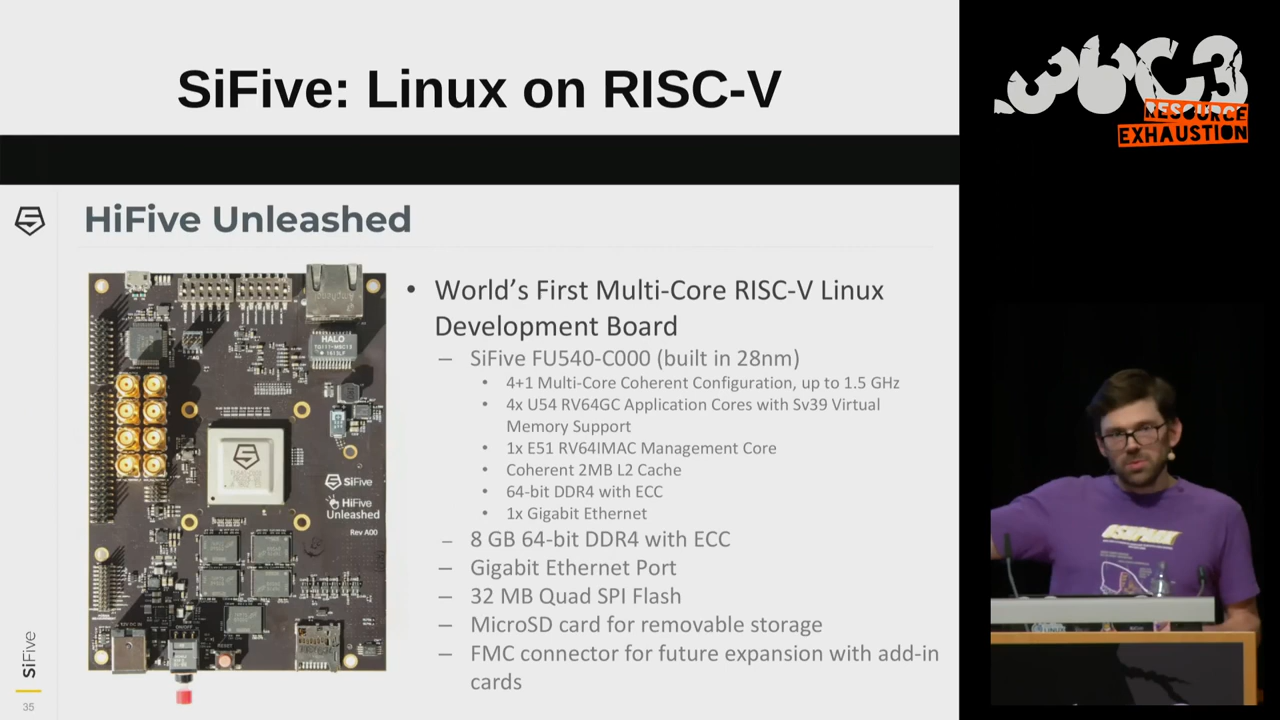 SiFive: Linux on RISC-V
HiFive Unleashed
• World's First Multi-Core RISC-V Linux
Development Board
– SiFive FU540-C000 (built in 28nm)
• 4+1 Multi-Core Coherent Configuration, up to 1.5 GHz
• 4x U54 RV64GC Application Cores with Sv39 Virtual
Memory Support
• 1x E51 RV64IMAC Management Core
• Coherent 2MB L2 Cache
• 64-bit DDR4 with ECC
• 1x Gigabit Ethernet
– 8 GB 64-bit DDR4 with ECC
– Gigabit Ethernet Port
– 32 MB Quad SPI Flash
– MicroSD card for removable storage
– FMC connector for future expansion with add-in
cards
Amphenol
HALO
SiFive
HiFive
Unleashed
Rev A00
ON/OFF
RESET
SiFive
35
36C3
RESOURCE
EXHAUSTION